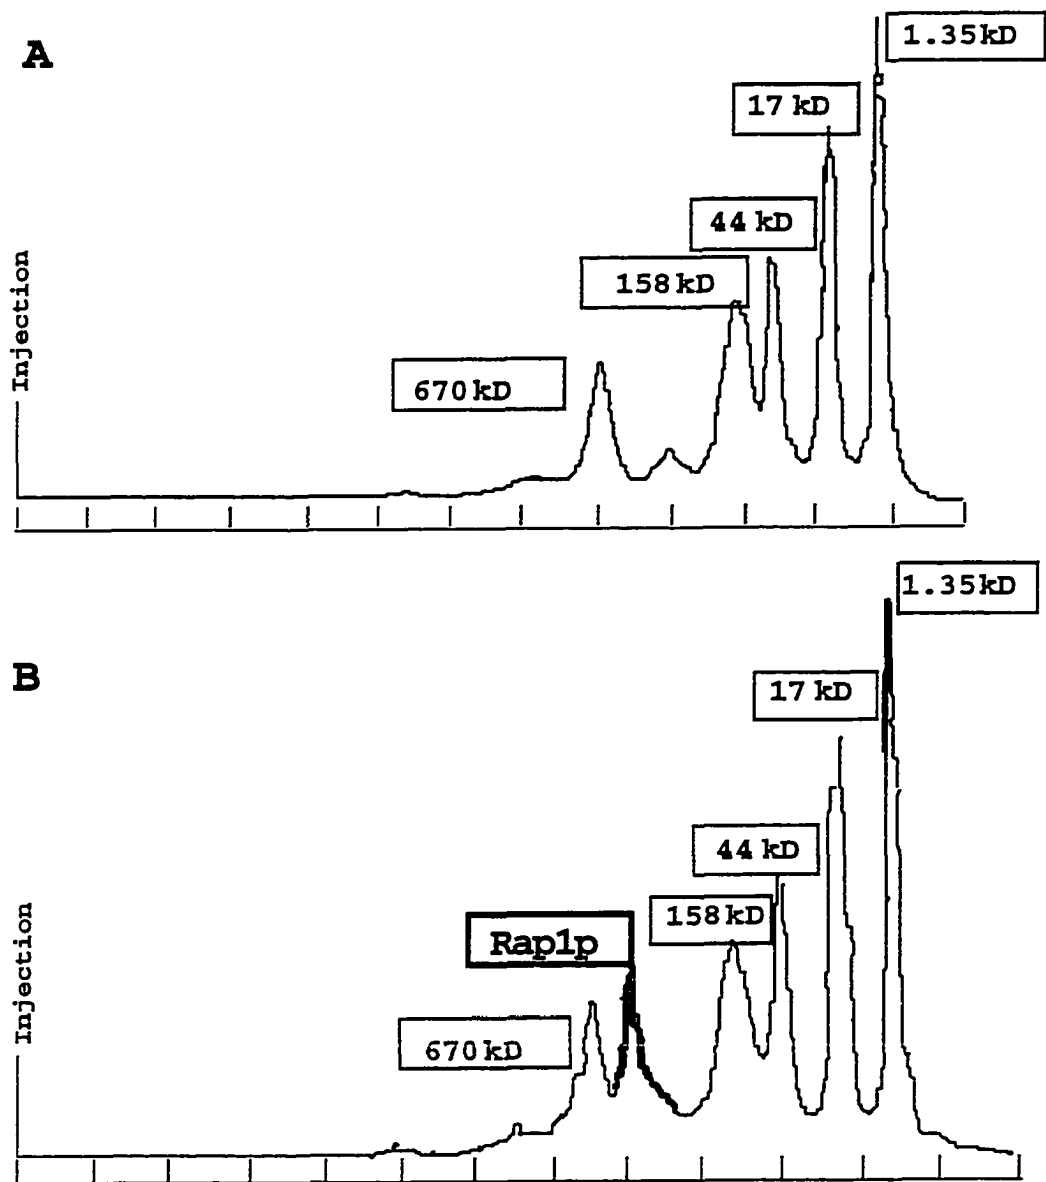 A
1.35kD
17 kD
44 kD
158 kD
670 kD
Injection
B
1.35kD
17 kD
44 kD
158 kD
Rap1p
670 kD
Injection